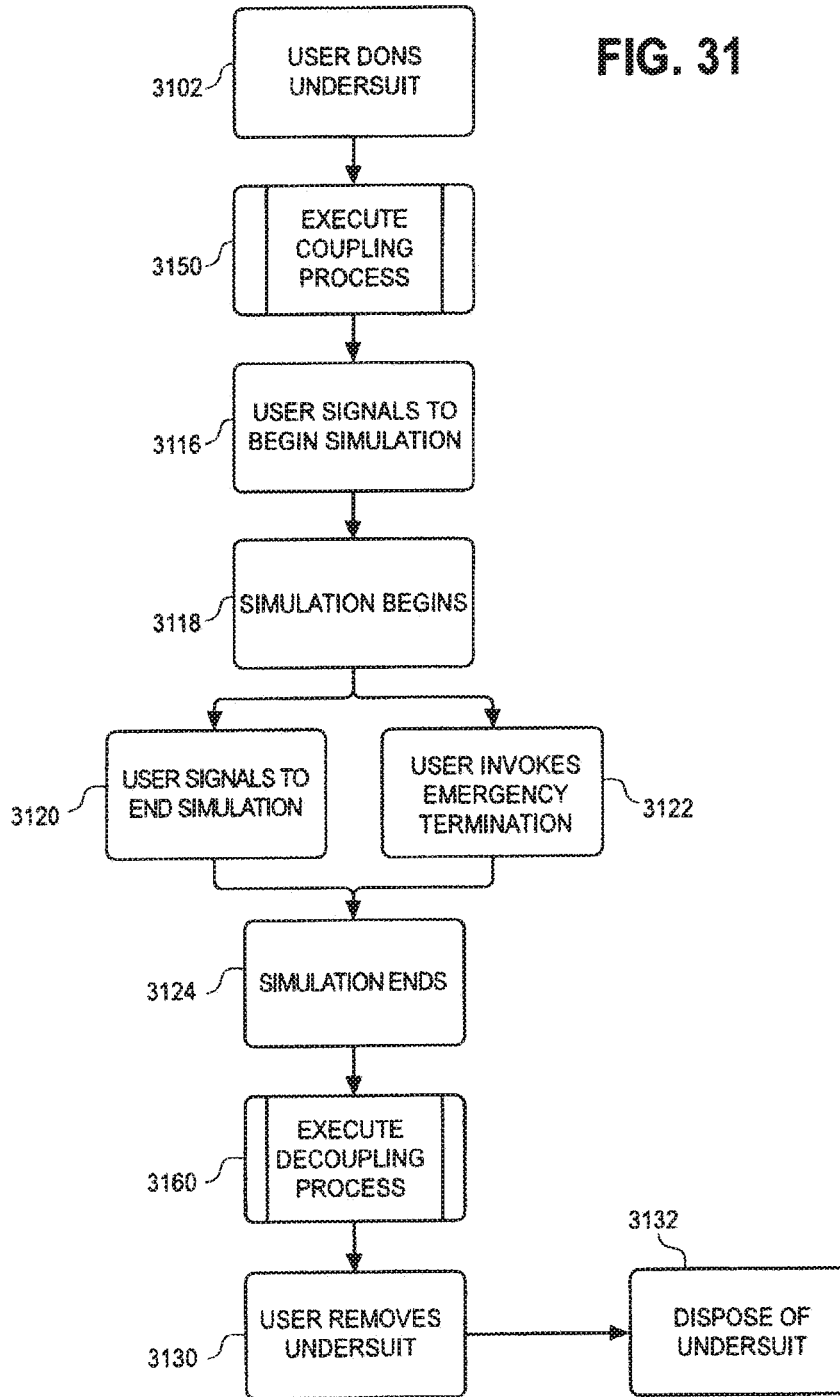 FIG. 31
3102
USER DONS
UNDERSUIT
3150
EXECUTE
COUPLING
PROCESS
3116
USER SIGNALS TO
BEGIN SIMULATION
3118
SIMULATION BEGINS
3120
USER SIGNALS TO
END SIMULATION
USER INVOKES
EMERGENCY
TERMINATION
3122
3124
SIMULATION ENDS
3160
EXECUTE
DECOUPLING
PROCESS
3130
USER REMOVES
UNDERSUIT
3132
DISPOSE OF
UNDERSUIT